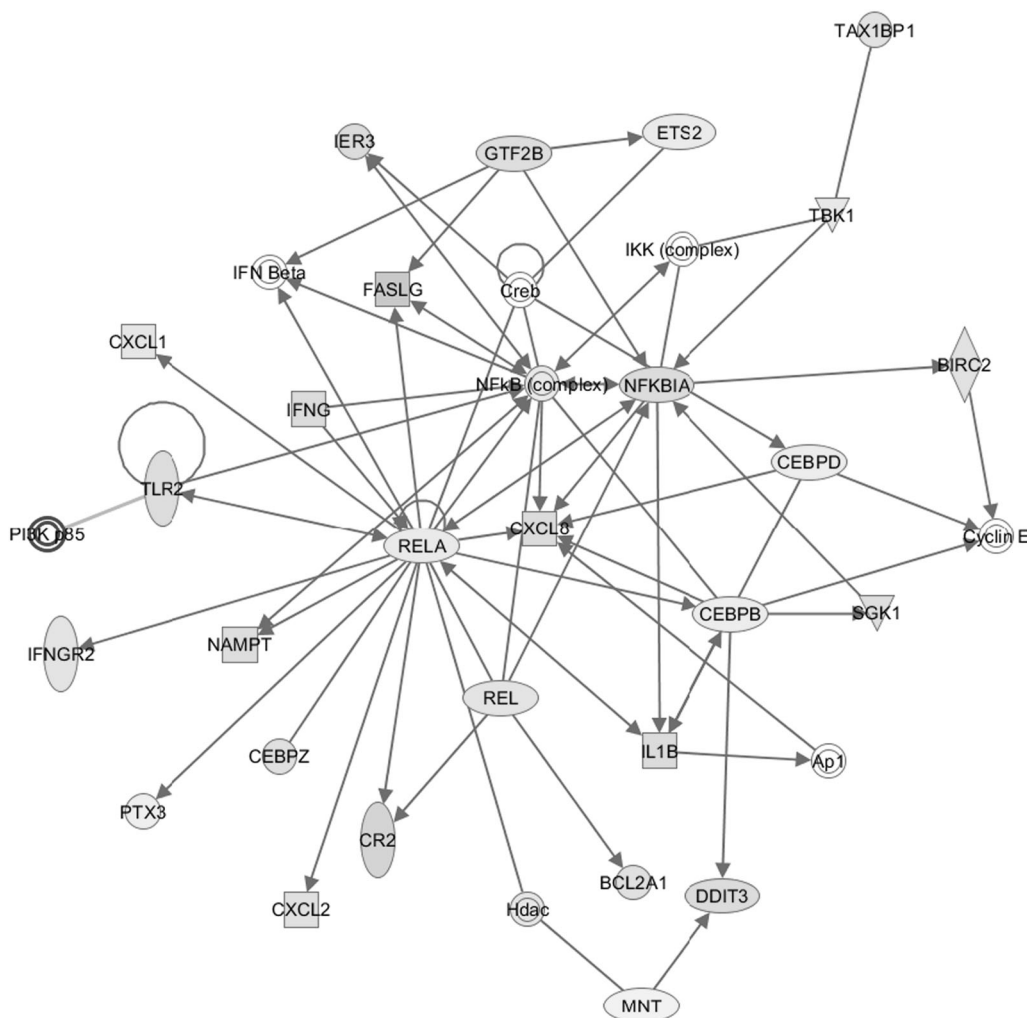 TAX1BP1
IER3
GTF2B
ETS2
TBK1
IKK (complex)
IFN Beta
FASLG
Creb
CXCL1
BIRC2
NFkB (complex)
NFKBIA
IFNG
CEBPD
TLR2
PI3K p85
RELA
CXCL8
Cyclin E
CEBPB
SGK1
IFNGR2
NAMPT
REL
IL1B
CEBPZ
Ap1
PTX3
CR2
BCL2A1
CXCL2
Hdac
DDIT3
MNT